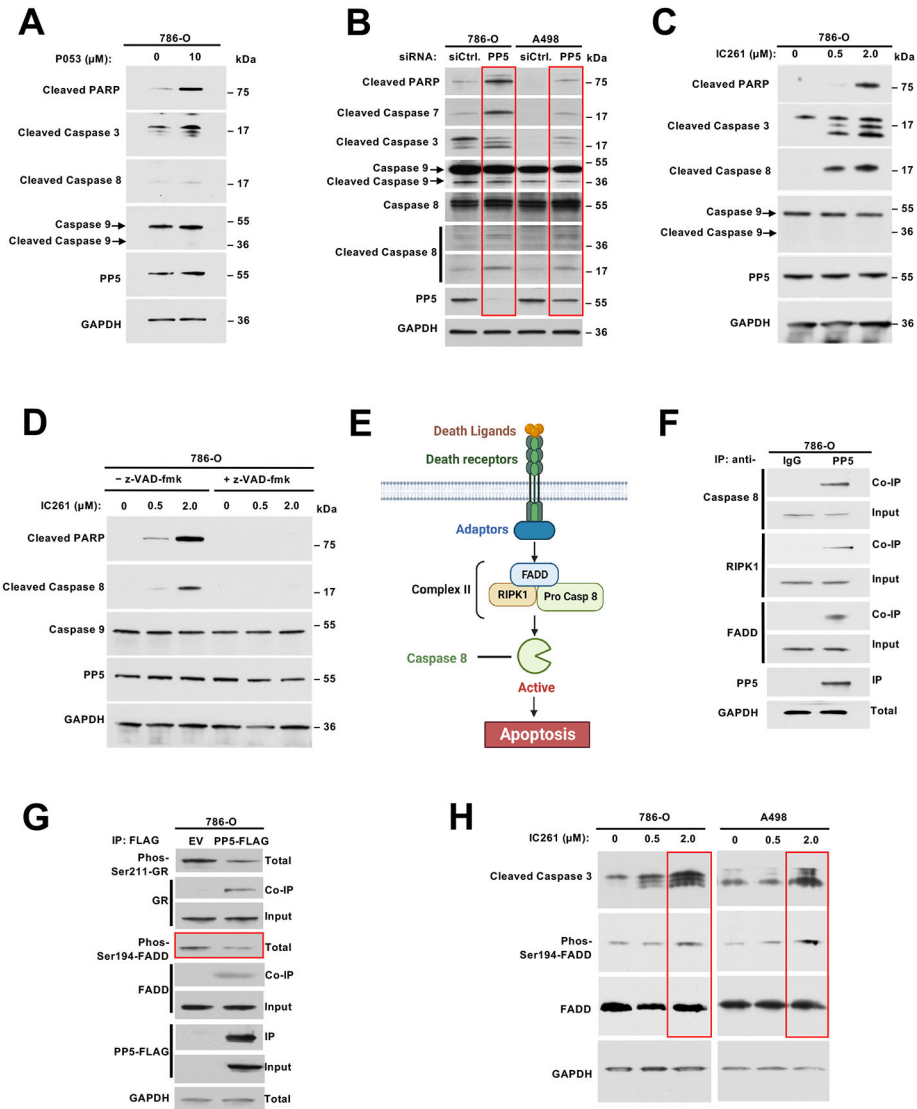 A
786-O
P053 (µM): 0 10 kDa
Cleaved PARP
75
Cleaved Caspase 3
17
Cleaved Caspase 8
17
Caspase 9
55
Cleaved Caspase 9
36
PP5
55
GAPDH
36
B
786-O A498
siRNA: siCtrl. PP5 siCtrl. PP5 kDa
Cleaved PARP
75
Cleaved Caspase 7
17
Cleaved Caspase 3
17
Caspase 9
55
Cleaved Caspase 9
36
Caspase 8
55
Cleaved Caspase 8
36
17
PP5
55
GAPDH
36
C
786-O
IC261 (µM): 0 0.5 2.0 kDa
Cleaved PARP
75
Cleaved Caspase 3
17
Cleaved Caspase 8
17
Caspase 9
55
Cleaved Caspase 9
36
PP5
55
GAPDH
36
D
786-O
– z-VAD-fmk + z-VAD-fmk
IC261 (µM): 0 0.5 2.0 0 0.5 2.0 kDa
Cleaved PARP
75
Cleaved Caspase 8
17
Caspase 9
55
PP5
55
GAPDH
36
E
Death Ligands
Death receptors
Adaptors
Complex II
FADD
RIPK1
Pro Casp 8
Caspase 8
Active
Apoptosis
F
786-O
IP: anti- IgG PP5
Caspase 8
Co-IP
Input
RIPK1
Co-IP
Input
FADD
Co-IP
Input
PP5
IP
GAPDH
Total
G
786-O
IP: FLAG EV PP5-FLAG
Phos-
Ser211-GR
Total
GR
Co-IP
Input
Phos-
Ser194-FADD
Total
FADD
Co-IP
Input
PP5-FLAG
IP
Input
GAPDH
Total
H
786-O A498
IC261 (µM): 0 0.5 2.0 0 0.5 2.0
Cleaved Caspase 3
Phos-
Ser194-FADD
FADD
GAPDH